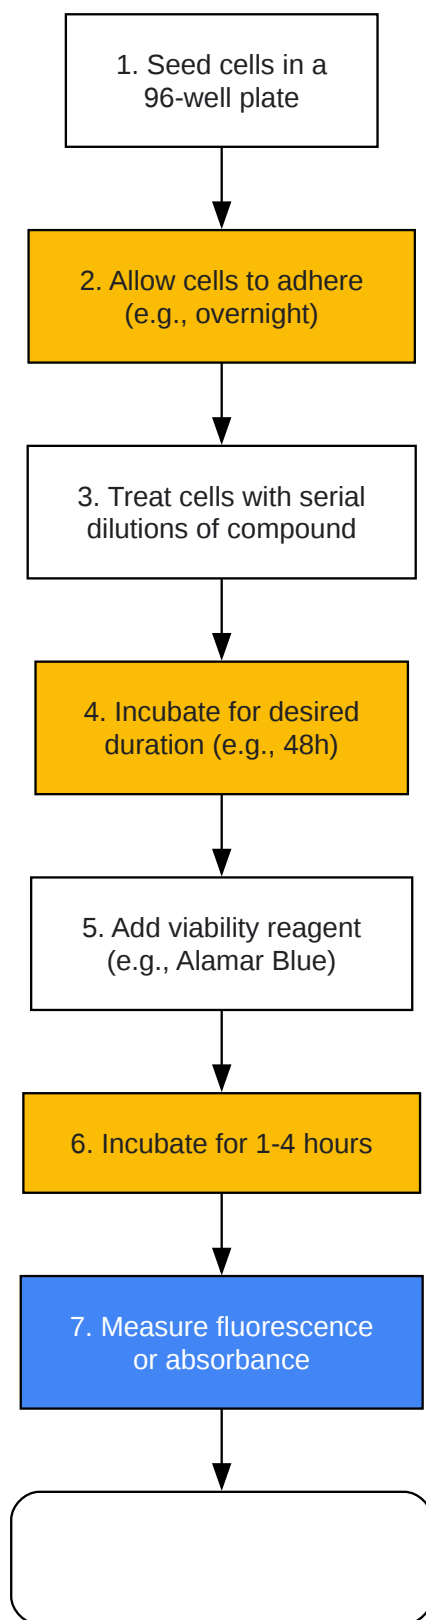 1. Seed cells in a
96-well plate
2. Allow cells to adhere
(e.g., overnight)
3. Treat cells with serial
dilutions of compound
4. Incubate for desired
duration (e.g., 48h)
5. Add viability reagent
(e.g., Alamar Blue)
6. Incubate for 1-4 hours
7. Measure fluorescence
or absorbance